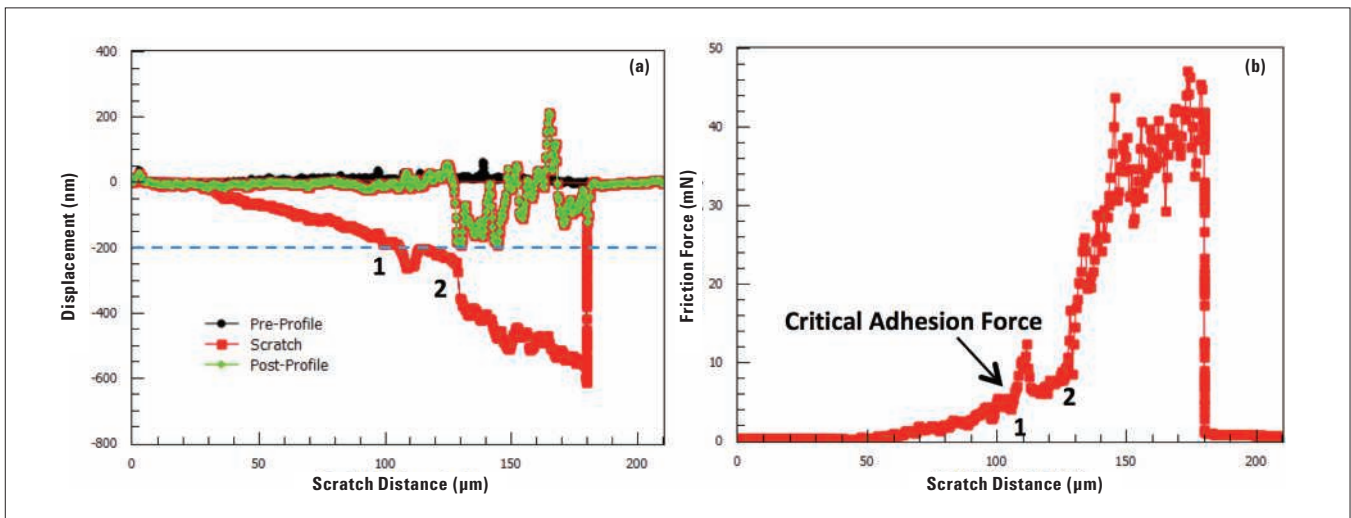 400
200
0
-200
-400
-600
-800
Displacement (nm)
(a)
1
2
Pre-Profile
Scratch
Post-Profile
0
50
100
150
200
Scratch Distance (µm)
50
40
30
20
10
0
Friction Force (mN)
(b)
Critical Adhesion Force
1
2
0
50
100
150
200
Scratch Distance (µm)